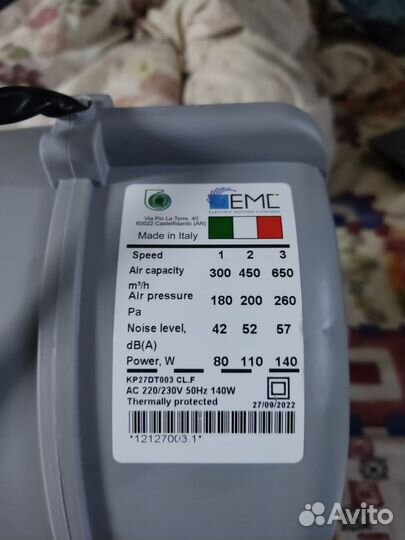 EMC
ELECTRIC MOTORS COMPANY
Via Pio La Torre, 40
60022 Castelfidardo (AN)
Made in Italy
Speed 1 2 3
Air capacity 300 450 650
m³/h
Air pressure 180 200 260
Pa
Noise level, 42 52 57
dB(A)
Power, W 80 110 140
KP27DT003 CL.F
AC 220/230V 50Hz 140W
Thermally protected 27/09/2022
*12127003.1*
Avito